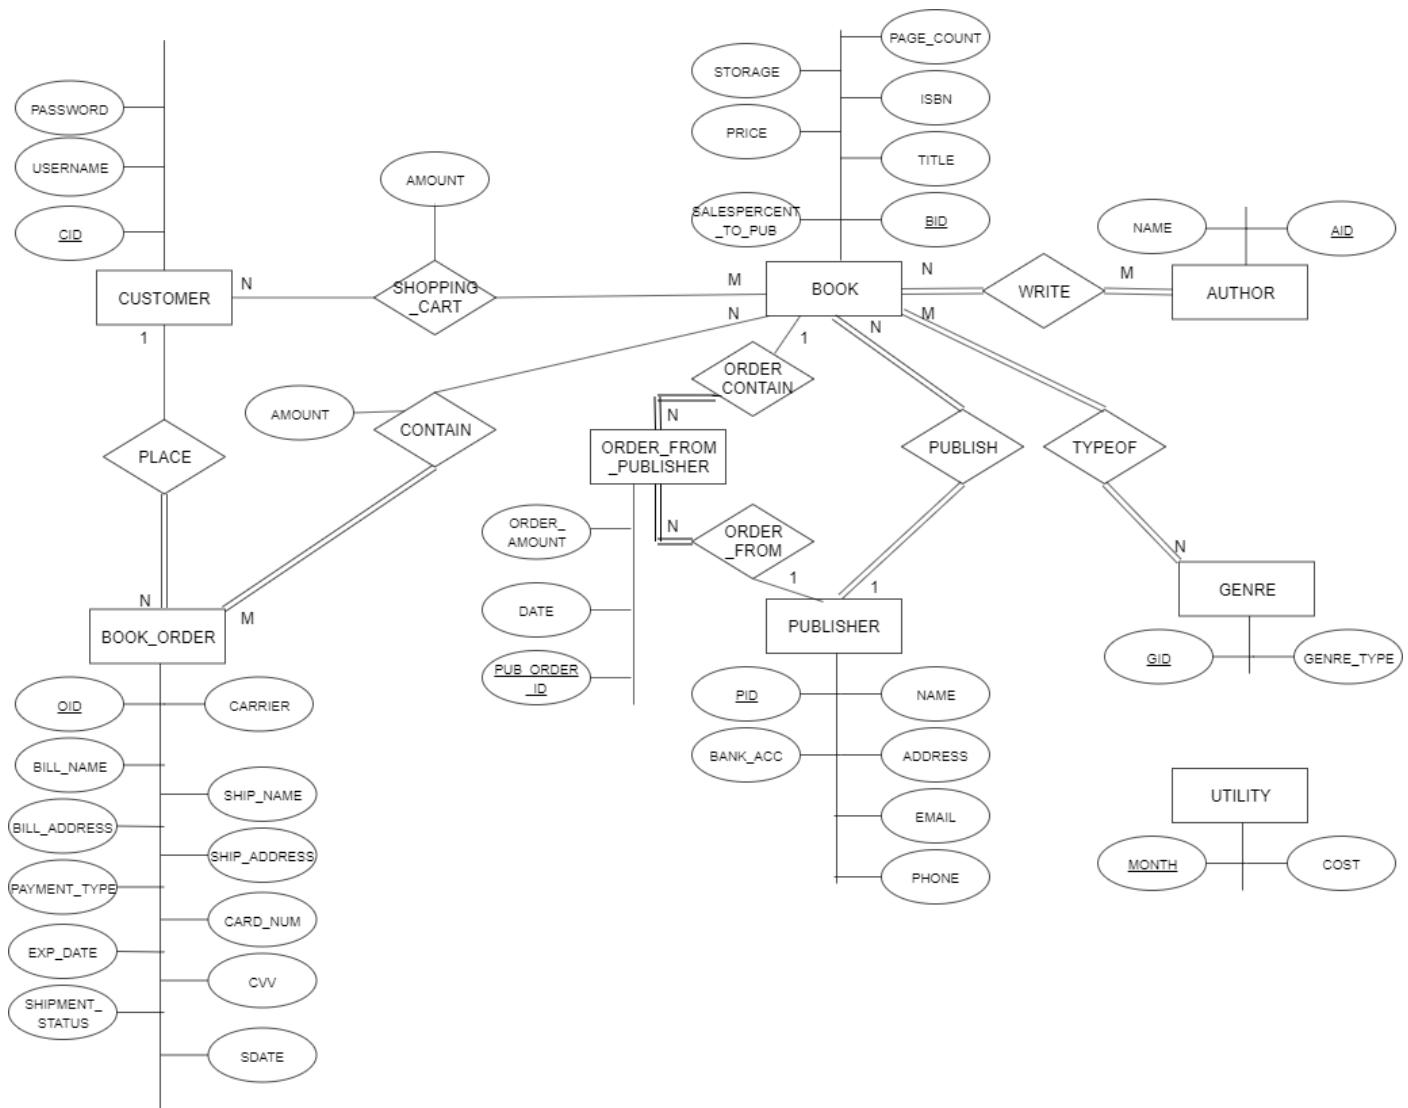 PAGE_COUNT
STORAGE
ISBN
PASSWORD
PRICE
TITLE
USERNAME
AMOUNT
SALESPERCENT
_TO_PUB
BID
NAME
AID
CID
CUSTOMER
N
SHOPPING
_CART
M
BOOK
N
WRITE
M
AUTHOR
1
N
1
N
M
ORDER
CONTAIN
AMOUNT
CONTAIN
N
PLACE
ORDER_FROM
_PUBLISHER
PUBLISH
TYPEOF
ORDER_
AMOUNT
N
ORDER
_FROM
N
1
1
N
M
DATE
BOOK_ORDER
PUBLISHER
GENRE
PUB_ORDER
_ID
GID
GENRE_TYPE
OID
CARRIER
PID
NAME
BILL_NAME
BANK_ACC
ADDRESS
SHIP_NAME
UTILITY
BILL_ADDRESS
EMAIL
SHIP_ADDRESS
MONTH
COST
PAYMENT_TYPE
PHONE
CARD_NUM
EXP_DATE
CVV
SHIPMENT_
STATUS
SDATE